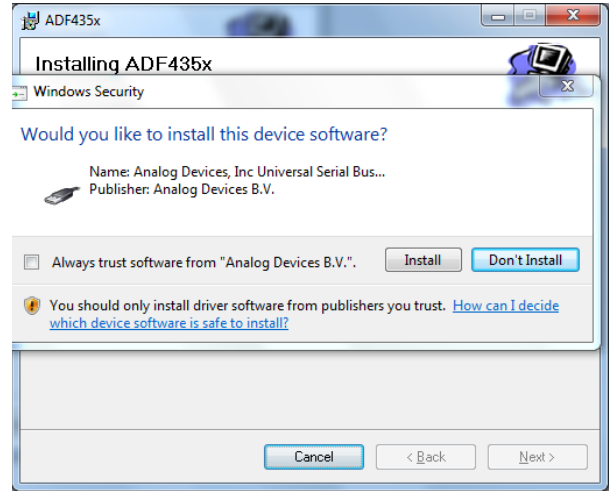 ADF435x
Installing ADF435x
Windows Security
Would you like to install this device software?
Name: Analog Devices, Inc Universal Serial Bus...
Publisher: Analog Devices B.V.
Always trust software from "Analog Devices B.V.".
Install
Don't Install
You should only install driver software from publishers you trust. How can I decide
which device software is safe to install?
Cancel
< Back
Next >